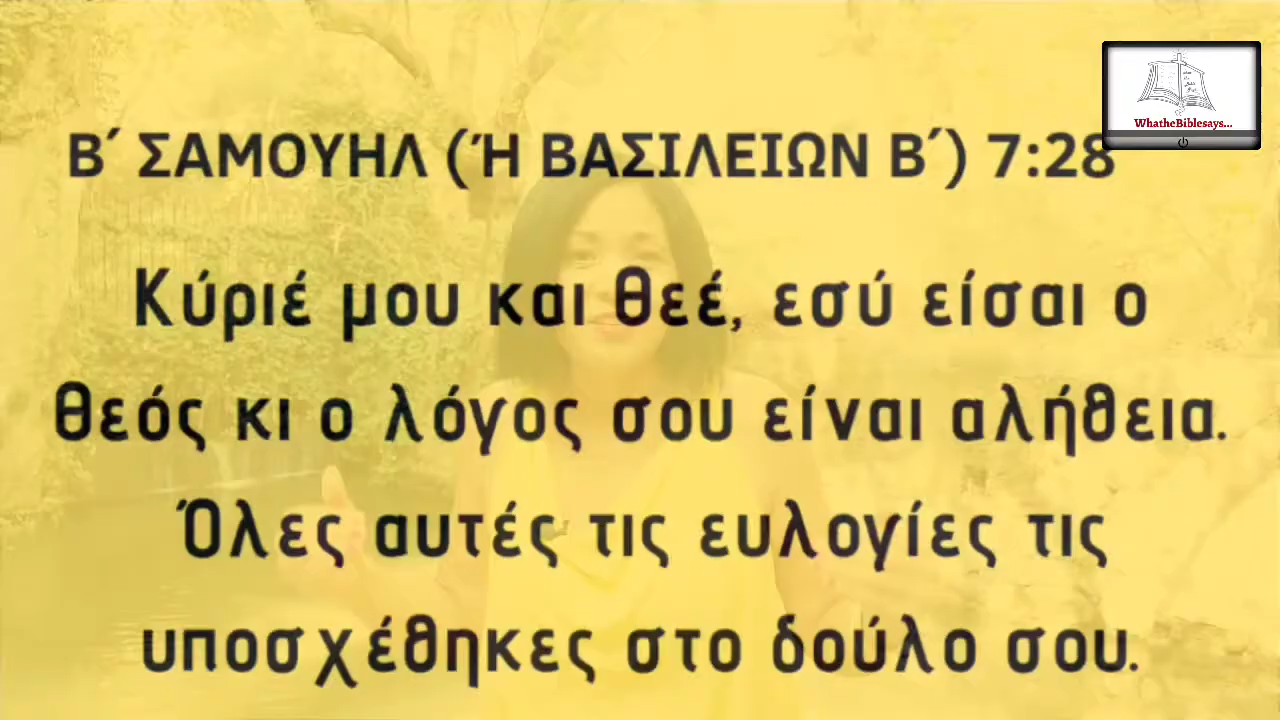 Β΄ ΣΑΜΟΥΗΛ (Ή ΒΑΣΙΛΕΙΩΝ Β΄) 7:28
WhatheBiblesays...
Κύριέ μου και θεέ, εσύ είσαι ο
θεός κι ο λόγος σου είναι αλήθεια.
Όλες αυτές τις ευλογίες τις
υποσχέθηκες στο δούλο σου.